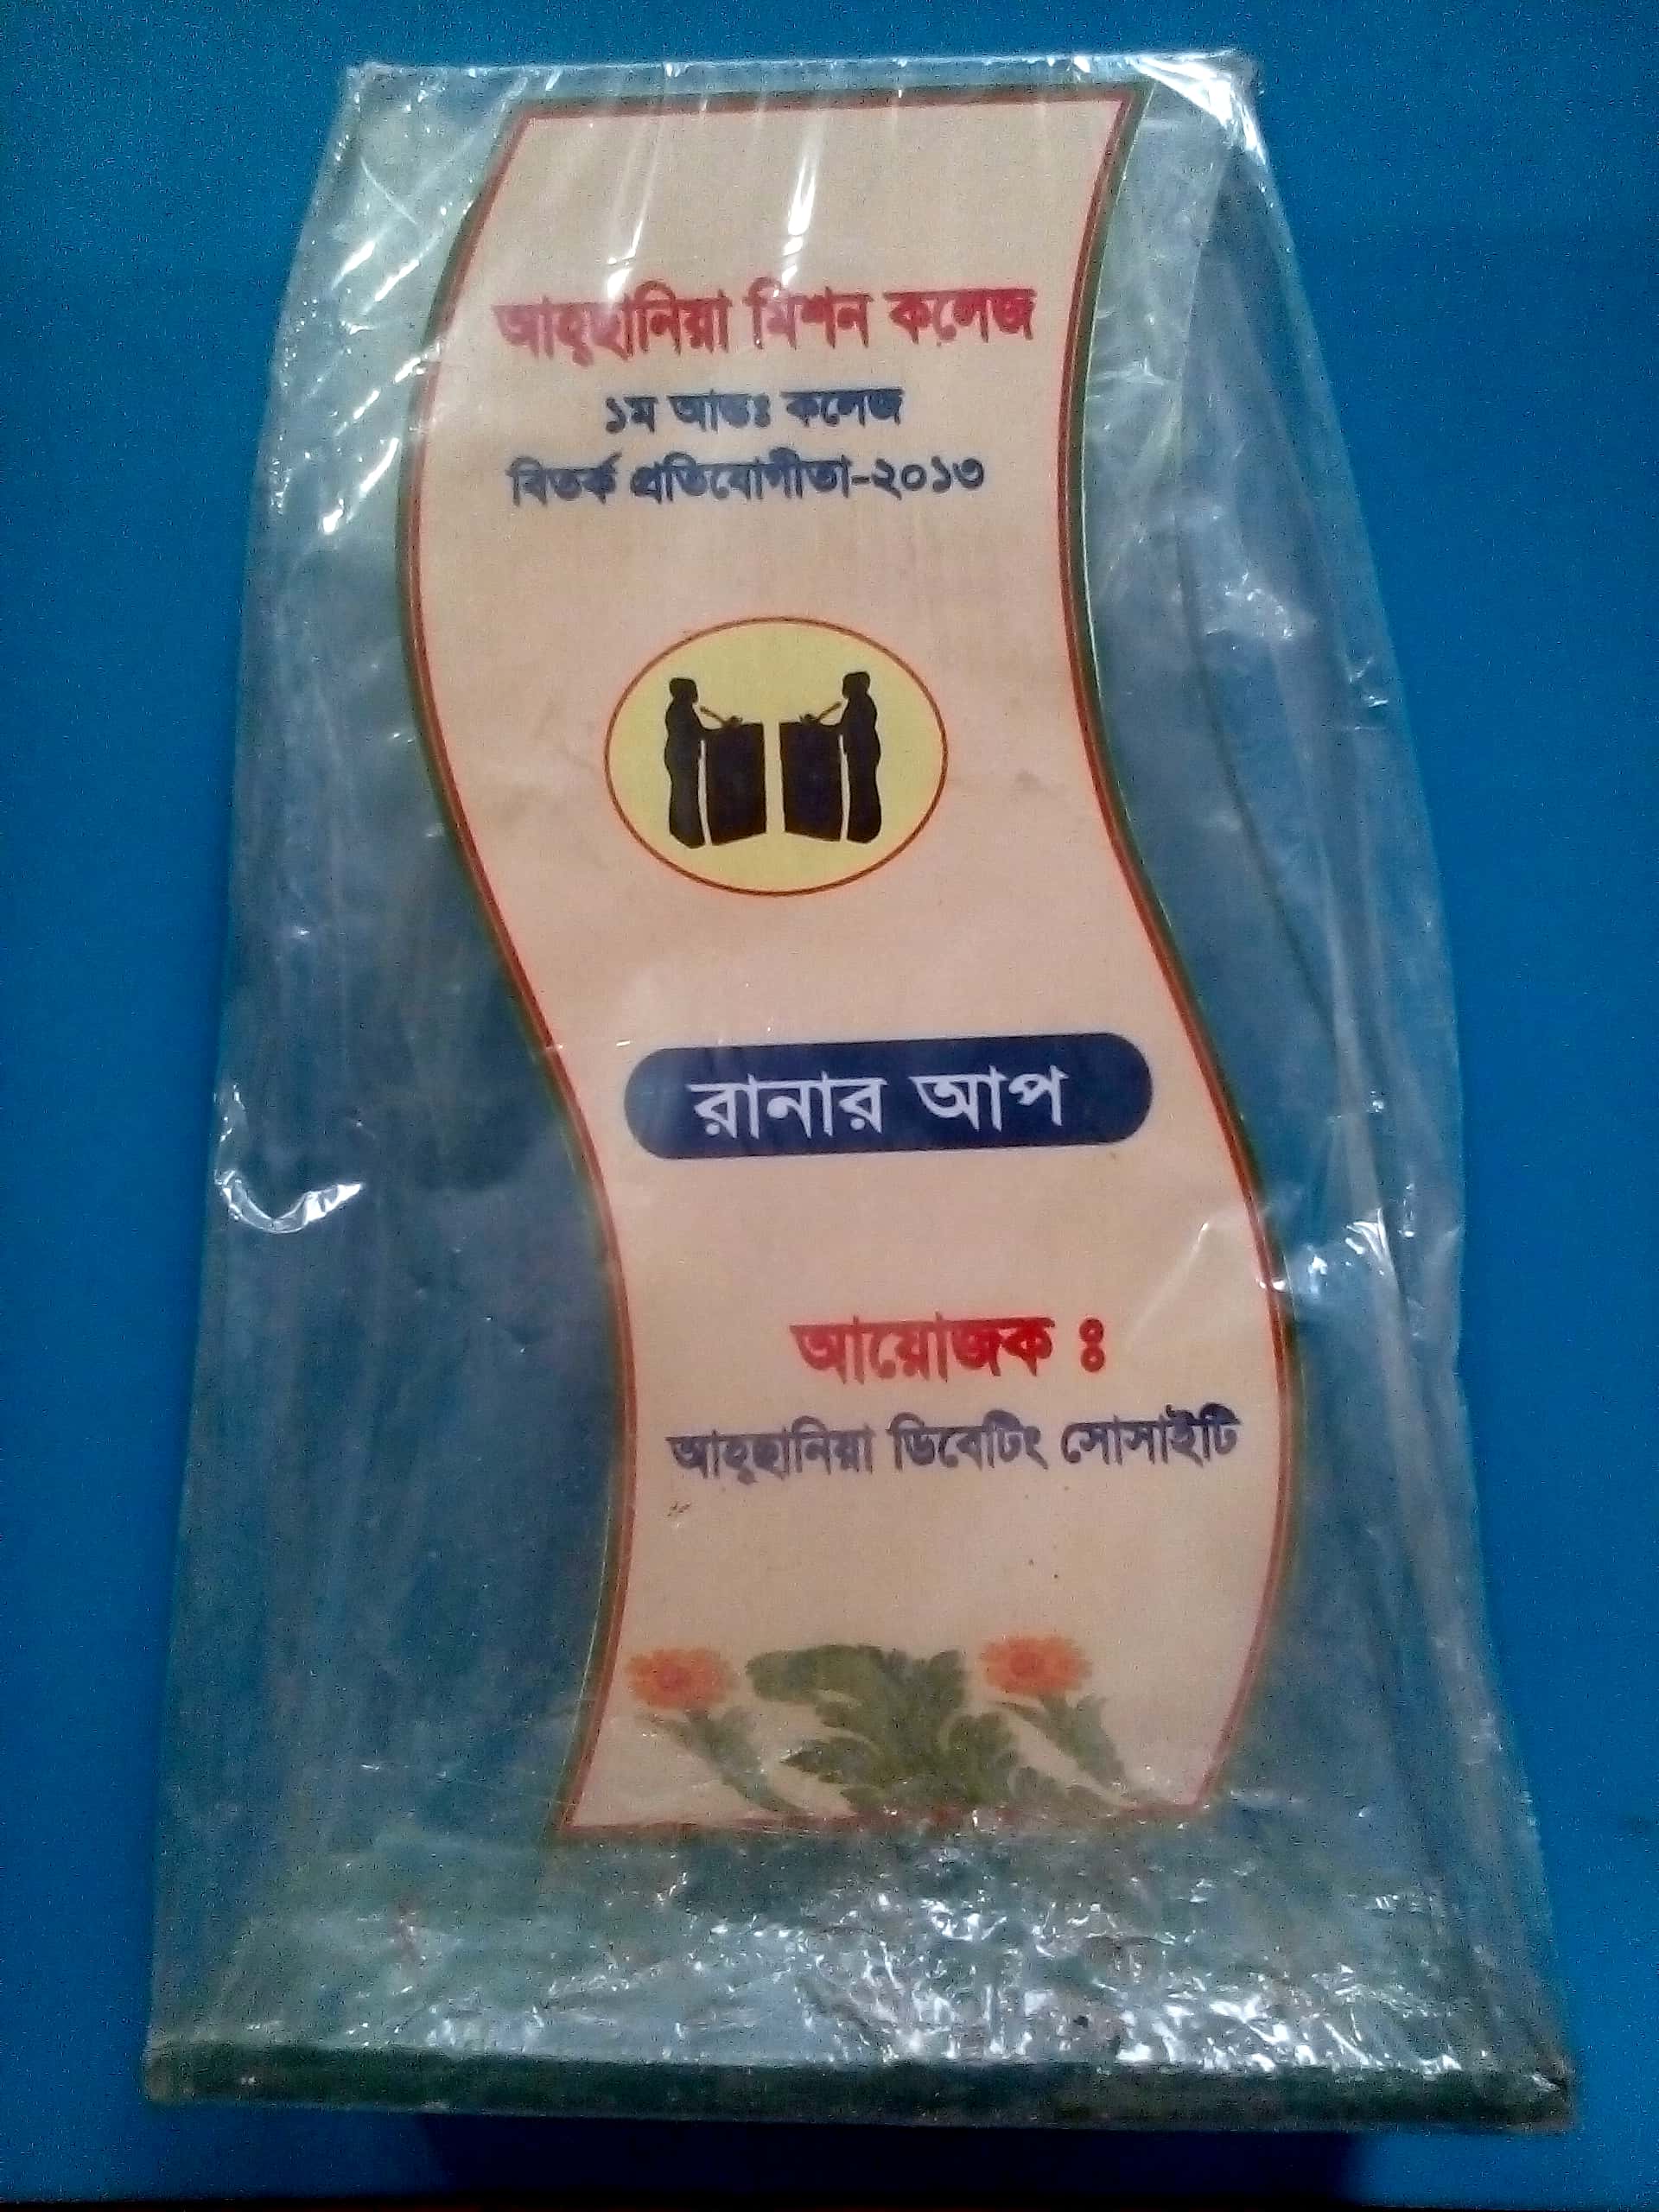 আহ্ছানিয়া মিশন কলেজ
১ম আন্তঃ কলেজ
বিতর্ক প্রতিযোগীতা-২০১৩
রানার আপ
আয়োজক ঃ
আহ্ছানিয়া ডিবেটিং সোসাইটি